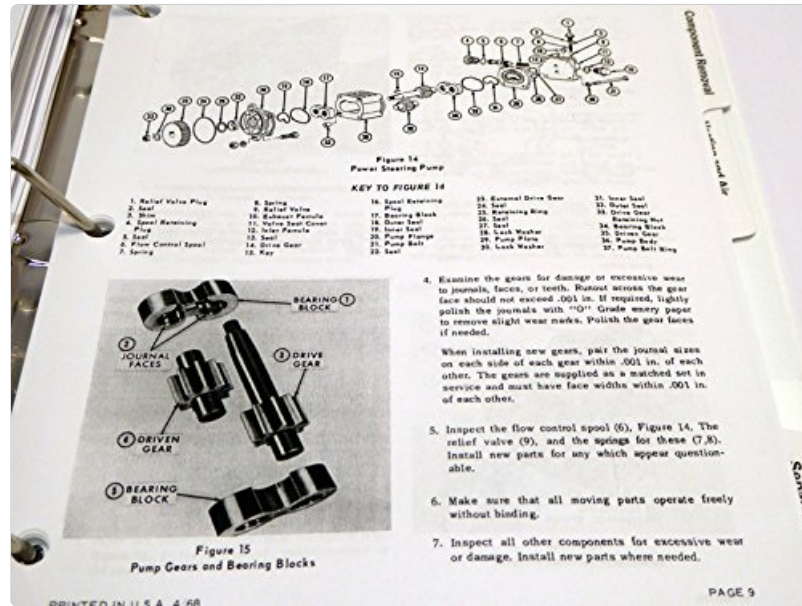 Component Removal
and Air
Figure 14
Power Steering Pump
KEY TO FIGURE 14
1. Relief Valve Plug
2. Seal
3. Shim
4. Spool Retaining
Plug
5. Seal
6. Flow Control Spool
7. Spring
8. Spring
9. Relief Valve
10. Exhaust Ferrule
11. Valve Seat Cover
12. Inlet Ferrule
13. Seal
14. Drive Gear
15. Key
16. Spool Retaining
Plug
17. Bearing Block
18. Outer Seal
19. Inner Seal
20. Pump Flange
21. Pump Bolt
22. Seal
23. External Drive Gear
24. Seal
25. Retaining Ring
26. Seal
27. Seal
28. Lock Washer
29. Pump Plate
30. Lock Washer
31. Inner Seal
32. Outer Seal
33. Drive Gear
Retaining Nut
34. Bearing Block
35. Driven Gear
36. Pump Body
37. Pump Bolt Ring
BEARING 1
BLOCK
2
JOURNAL
FACES
3 DRIVE
GEAR
4 DRIVEN
GEAR
5 BEARING
BLOCK
Figure 15
Pump Gears and Bearing Blocks
4. Examine the gears for damage or excessive wear
to journals, faces, or teeth. Runout across the gear
face should not exceed .001 in. If required, lightly
polish the journals with "O" Grade emery paper
to remove slight wear marks. Polish the gear faces
if needed.
When installing new gears, pair the journal sizes
on each side of each gear within .001 in. of each
other. The gears are supplied as a matched set in
service and must have face widths within .001 in.
of each other.
5. Inspect the flow control spool (6), Figure 14, The
relief valve (9), and the springs for these (7,8).
Install new parts for any which appear question-
able.
6. Make sure that all moving parts operate freely
without binding.
7. Inspect all other components for excessive wear
or damage. Install new parts where needed.
PRINTED IN U.S.A. 4/68
PAGE 9